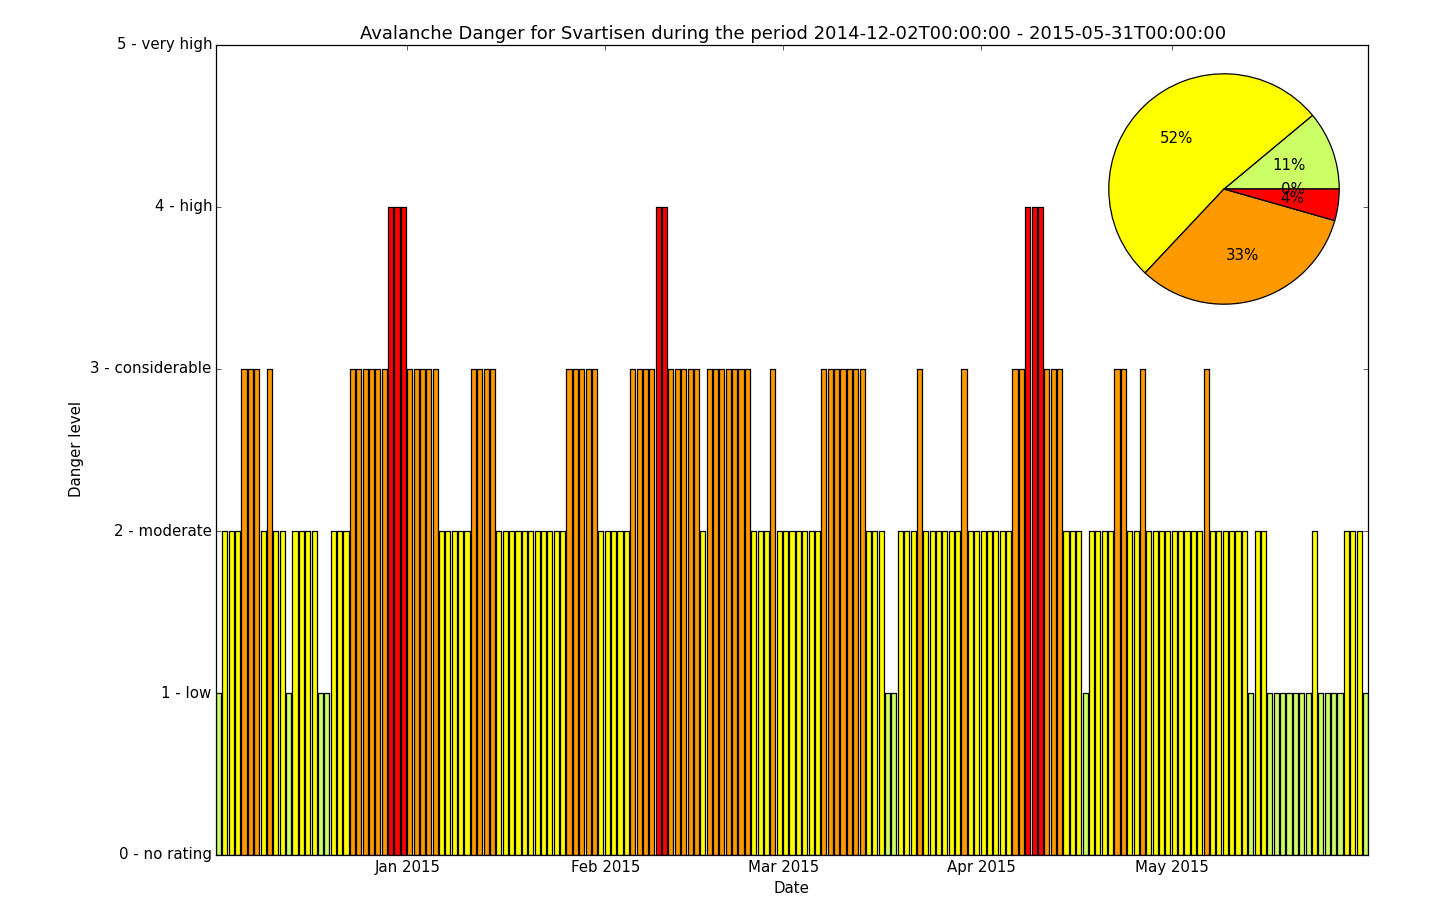 Avalanche Danger for Svartisen during the period 2014-12-02T00:00:00 - 2015-05-31T00:00:00
5 - very high
4 - high
3 - considerable
2 - moderate
1 - low
0 - no rating
Danger level
52%
11%
0%
4%
33%
Jan 2015
Feb 2015
Mar 2015
Apr 2015
May 2015
Date